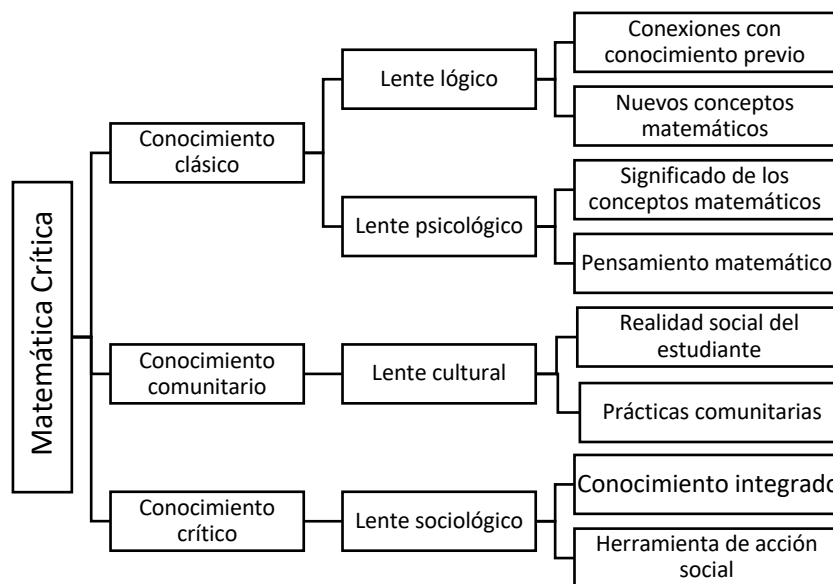 Matemática Crítica
Conocimiento
clásico
Lente lógico
Conexiones con
conocimiento previo
Nuevos conceptos
matemáticos
Lente psicológico
Significado de los
conceptos matemáticos
Pensamiento matemático
Conocimiento
comunitario
Lente cultural
Realidad social del
estudiante
Prácticas comunitarias
Conocimiento
crítico
Lente sociológico
Conocimiento integrado
Herramienta de acción
social